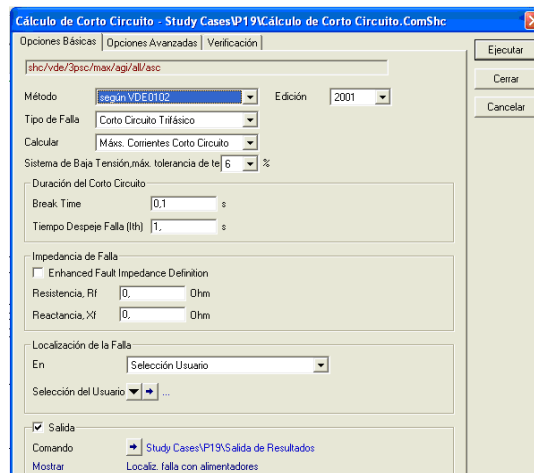 Cálculo de Corto Circuito - Study Cases\P19\Cálculo de Corto Circuito.ComShc
Opciones Básicas Opciones Avanzadas Verificación
Ejecutar
shc/vde/3psc/max/agi/all/asc
Cerrar
Método según VDE0102 Edición 2001
Cancelar
Tipo de Falla Corto Circuito Trifásico
Calcular Máxs. Corrientes Corto Circuito
Sistema de Baja Tensión,máx. tolerancia de te 6 %
Duración del Corto Circuito
Break Time 0,1 s
Tiempo Despeje Falla (Ith) 1, s
Impedancia de Falla
Enhanced Fault Impedance Definition
Resistencia, Rf 0, Ohm
Reactancia, Xf 0, Ohm
Localización de la Falla
En Selección Usuario
Selección del Usuario ...
Salida
Comando Study Cases\P19\Salida de Resultados
Mostrar Localiz. falla con alimentadores